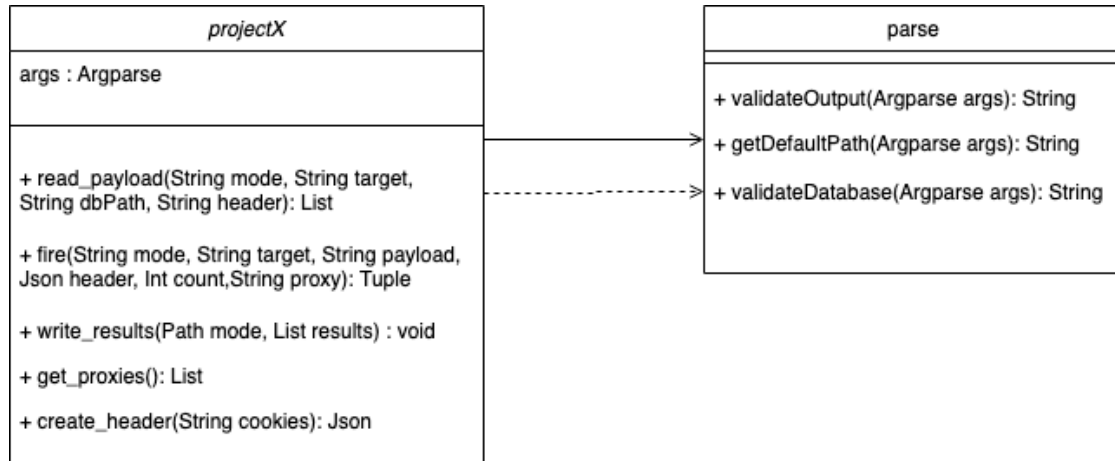 projectX
args : Argparse
+ read_payload(String mode, String target,
String dbPath, String header): List
+ fire(String mode, String target, String payload,
Json header, Int count,String proxy): Tuple
+ write_results(Path mode, List results) : void
+ get_proxies(): List
+ create_header(String cookies): Json
parse
+ validateOutput(Argparse args): String
+ getDefaultPath(Argparse args): String
+ validateDatabase(Argparse args): String